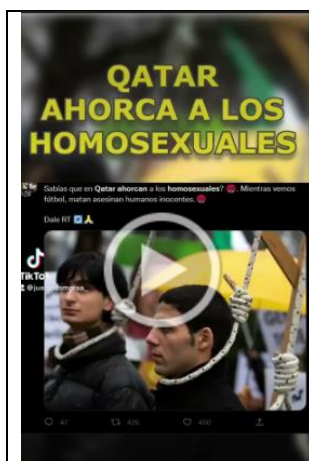 QATAR
AHORCA A LOS
HOMOSEXUALES
Sabías que en Qatar ahorcan a los homosexuales? 😡. Mientras vemos
fútbol, matan asesinan humanos inocentes.😡
Dale RT 🔄🙏
TikTok
47 425 450